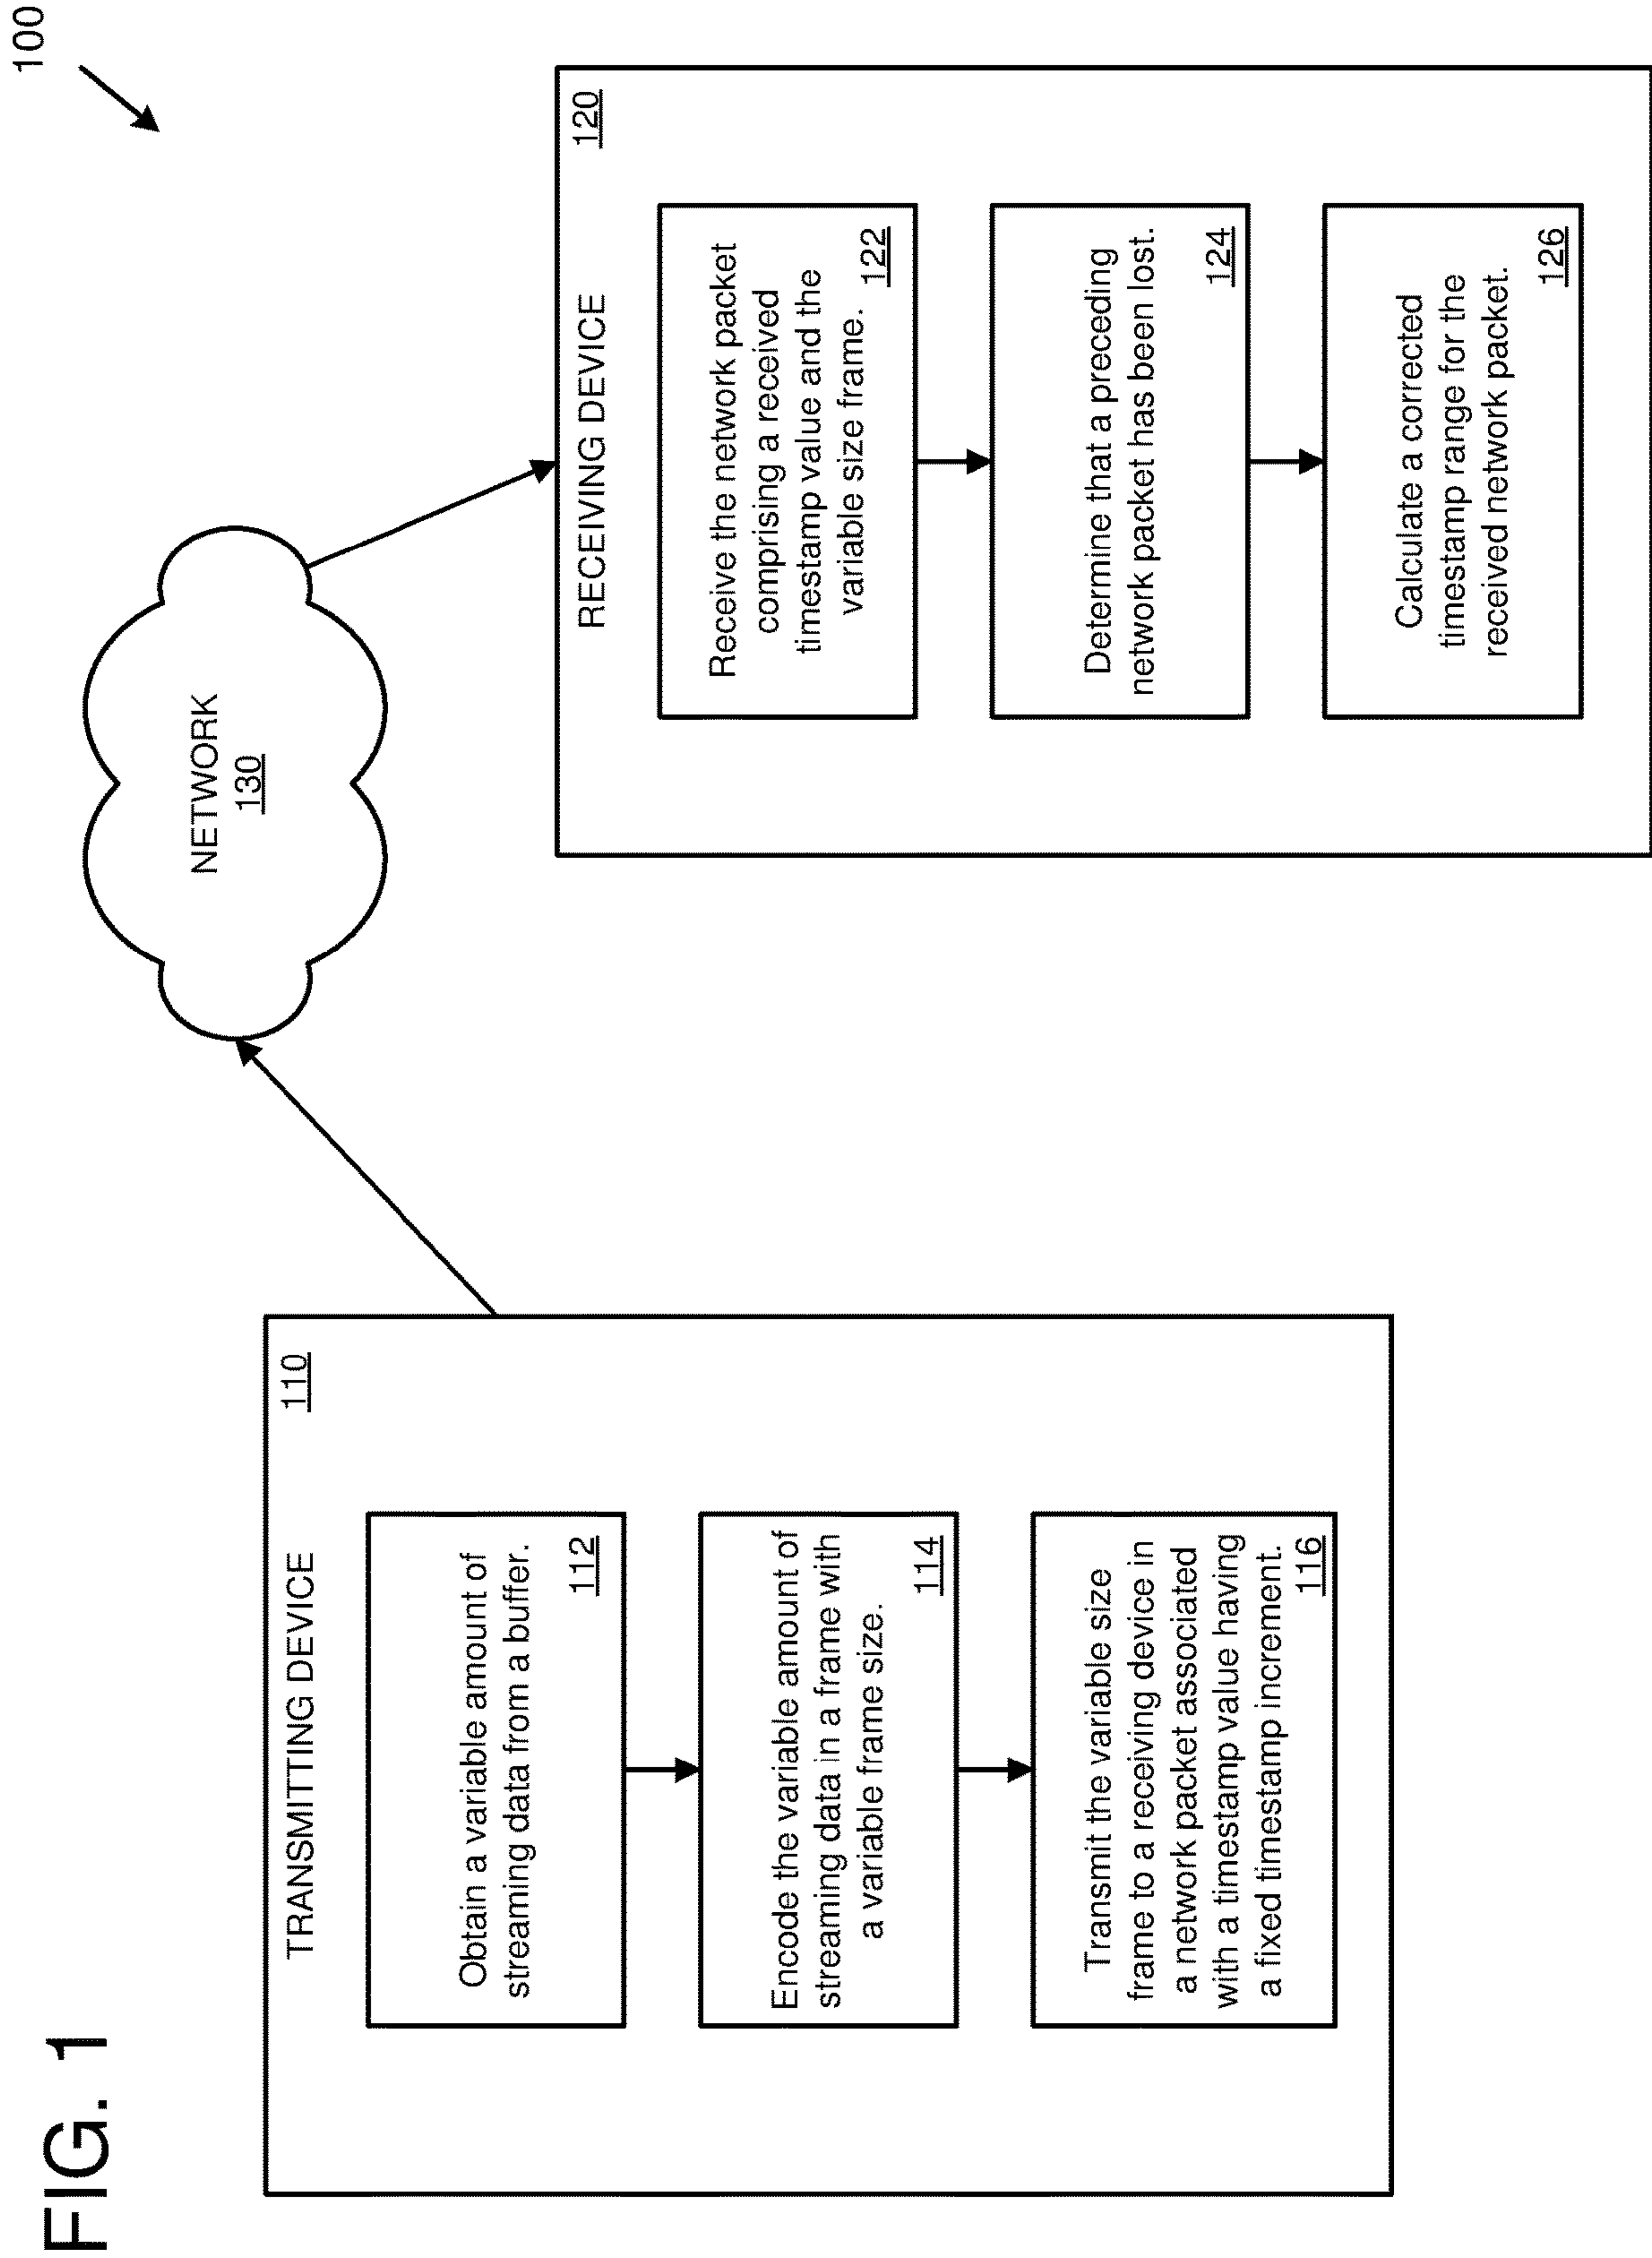 FIG. 1
100
TRANSMITTING DEVICE
110
Obtain a variable amount of
streaming data from a buffer.
112
Encode the variable amount of
streaming data in a frame with
a variable frame size.
114
Transmit the variable size
frame to a receiving device in
a network packet associated
with a timestamp value having
a fixed timestamp increment.
116
NETWORK
130
RECEIVING DEVICE
120
Receive the network packet
comprising a received
timestamp value and the
variable size frame.
122
Determine that a preceding
network packet has been lost.
124
Calculate a corrected
timestamp range for the
received network packet.
126